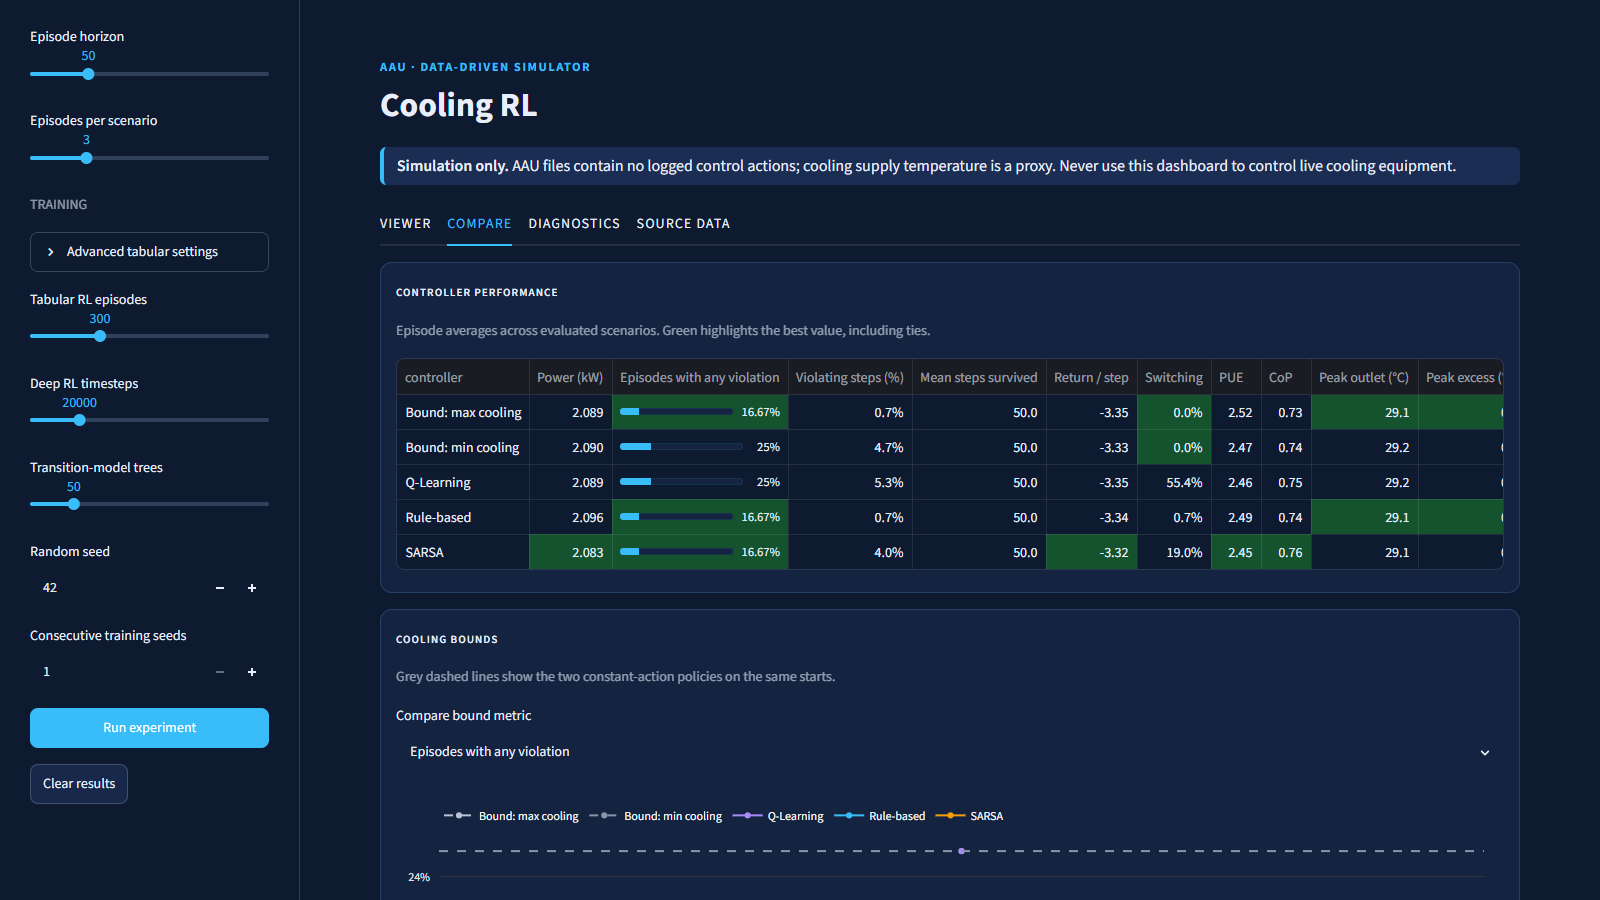 Episode horizon
50
Episodes per scenario
3
TRAINING
Advanced tabular settings
Tabular RL episodes
300
Deep RL timesteps
20000
Transition-model trees
50
Random seed
42
Consecutive training seeds
1
Run experiment
Clear results
AAU · DATA-DRIVEN SIMULATOR
Cooling RL
Simulation only. AAU files contain no logged control actions; cooling supply temperature is a proxy. Never use this dashboard to control live cooling equipment.
VIEWER COMPARE DIAGNOSTICS SOURCE DATA
CONTROLLER PERFORMANCE
Episode averages across evaluated scenarios. Green highlights the best value, including ties.
controller Power (kW) Episodes with any violation Violating steps (%) Mean steps survived Return / step Switching PUE CoP Peak outlet (°C) Peak excess (
Bound: max cooling 2.089 16.67% 0.7% 50.0 -3.35 0.0% 2.52 0.73 29.1
Bound: min cooling 2.090 25% 4.7% 50.0 -3.33 0.0% 2.47 0.74 29.2
Q-Learning 2.089 25% 5.3% 50.0 -3.35 55.4% 2.46 0.75 29.2
Rule-based 2.096 16.67% 0.7% 50.0 -3.34 0.7% 2.49 0.74 29.1
SARSA 2.083 16.67% 4.0% 50.0 -3.32 19.0% 2.45 0.76 29.1
COOLING BOUNDS
Grey dashed lines show the two constant-action policies on the same starts.
Compare bound metric
Episodes with any violation
Bound: max cooling Bound: min cooling Q-Learning Rule-based SARSA
24%